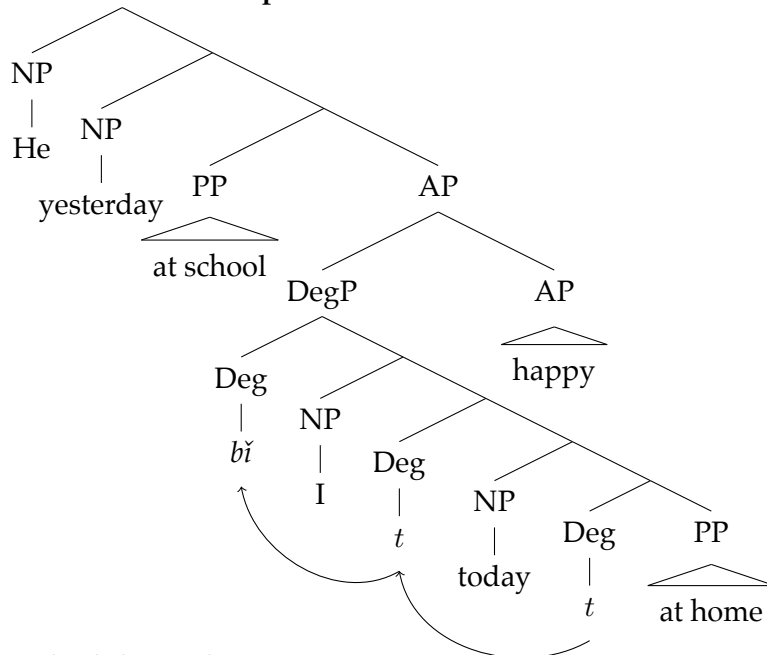 NP
He
NP
yesterday
PP
at school
AP
DegP
AP
happy
Deg
bǐ
NP
I
Deg
t
NP
today
Deg
t
PP
at home